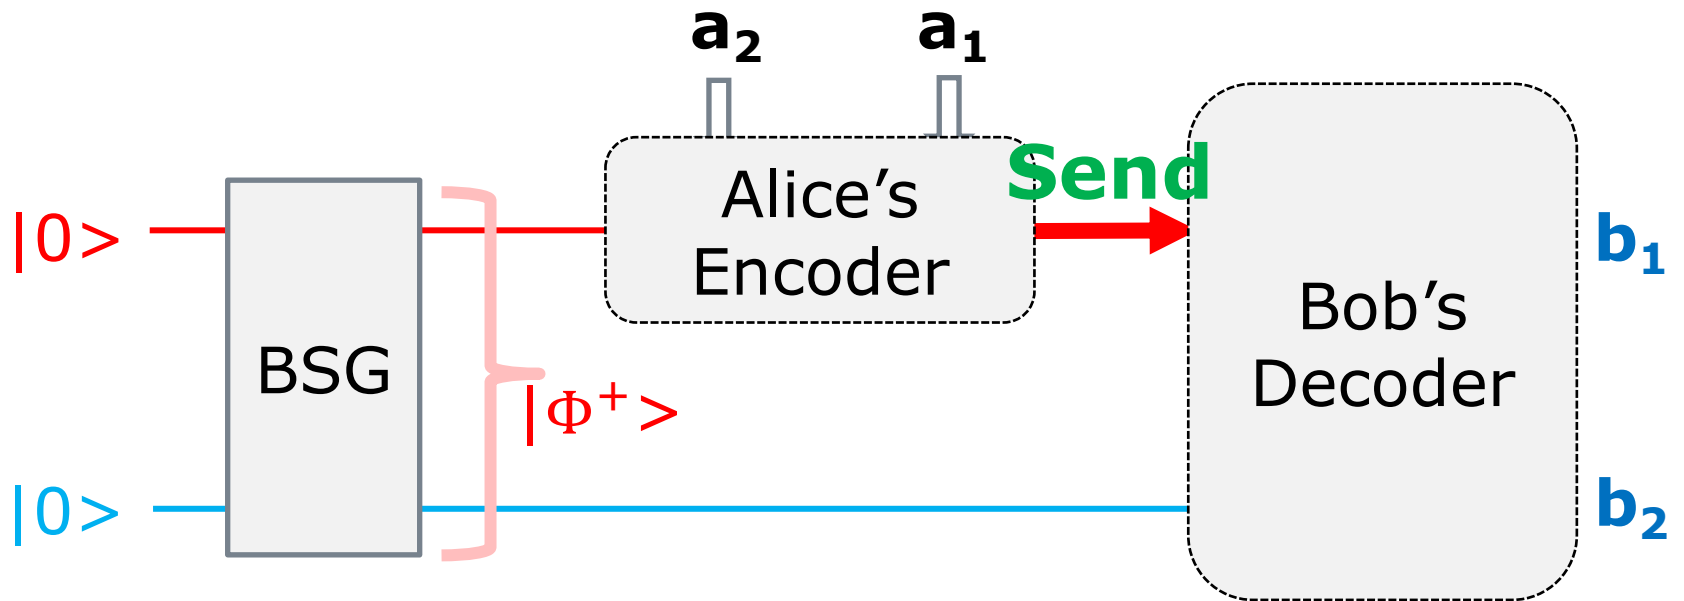 a₂
a₁
Send
|0>
BSG
Alice’s
Encoder
b₁
|Φ⁺>
Bob’s
Decoder
|0>
b₂